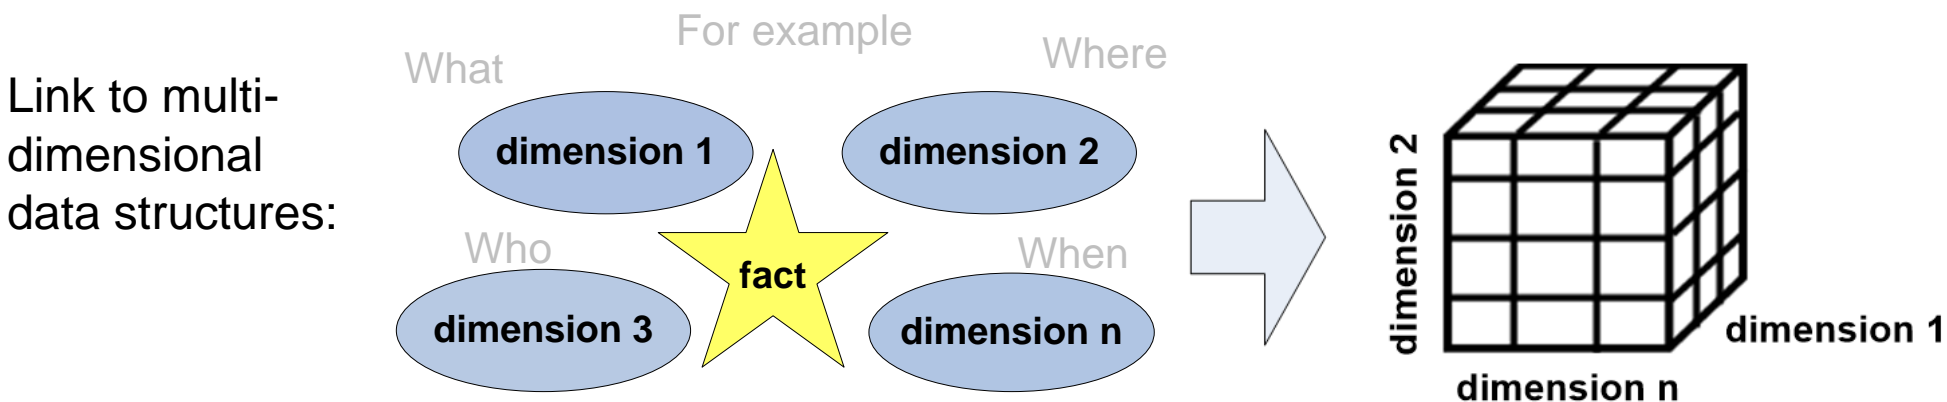 Link to multi-
dimensional
data structures:
For example
What
Where
dimension 1
dimension 2
Who
When
fact
dimension 3
dimension n
dimension 2
dimension 1
dimension n